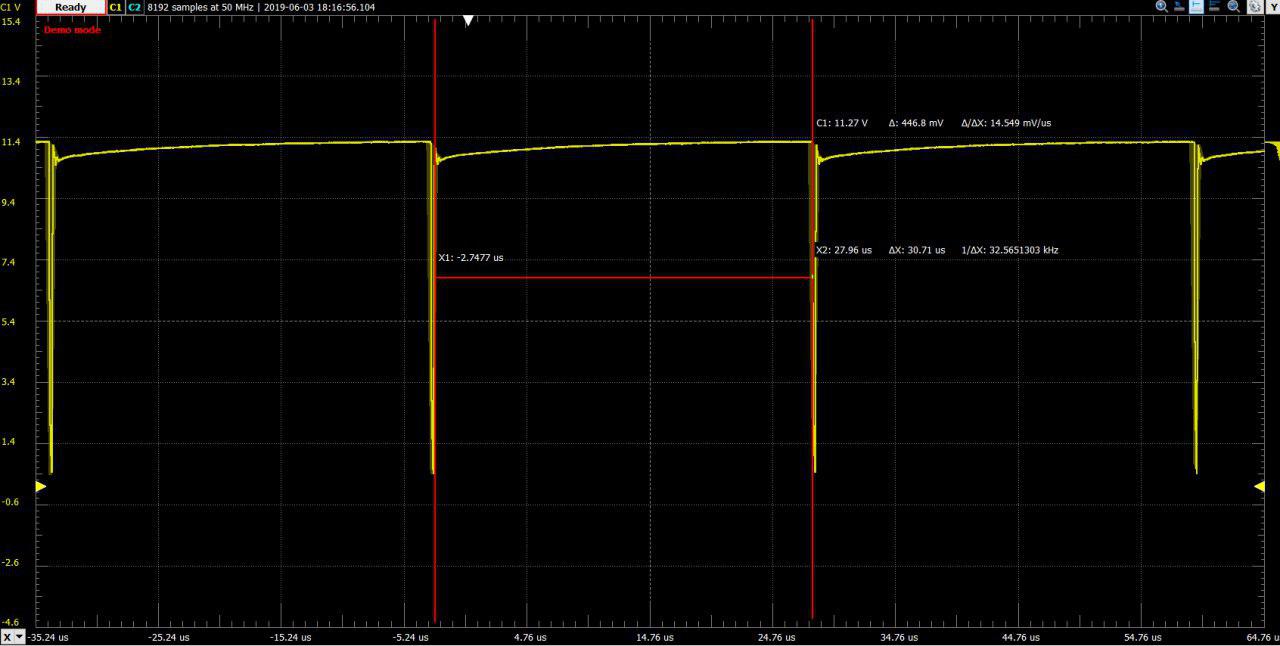 C1 V Ready C1 C2 8192 samples at 50 MHz | 2019-06-03 18:16:56.104 Y
15.4
Demo mode
13.4
C1: 11.27 V Δ: 446.8 mV Δ/ΔX: 14.549 mV/us
11.4
9.4
X2: 27.96 us ΔX: 30.71 us 1/ΔX: 32.5651303 kHz
X1: -2.7477 us
7.4
5.4
3.4
1.4
-0.6
-2.6
-4.6
X -35.24 us -25.24 us -15.24 us -5.24 us 4.76 us 14.76 us 24.76 us 34.76 us 44.76 us 54.76 us 64.76 u